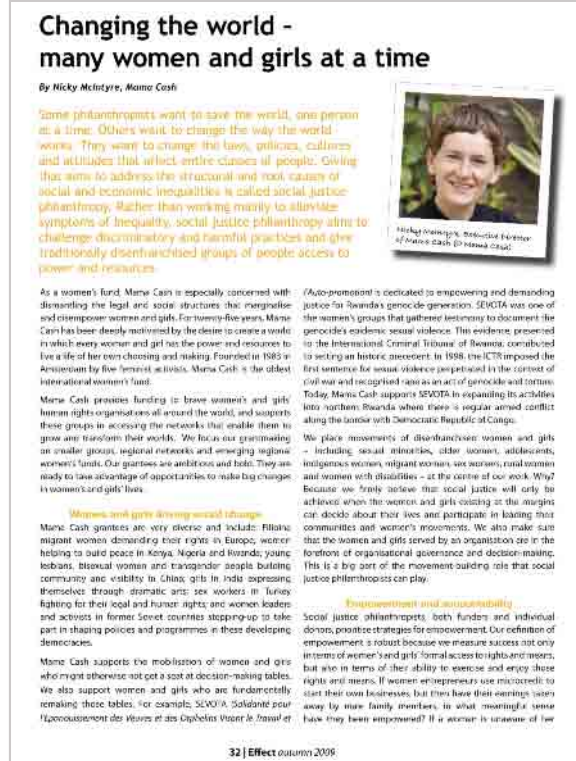 Changing the world –
many women and girls at a time
By Nicky McIntyre, Mama Cash
Some philanthropists want to save the world, one person
at a time. Others want to change the way the world
works. They want to change the laws, policies, cultures
and attitudes that affect entire classes of people. Giving
that aims to address the structural and root causes of
social and economic inequalities is called social justice
philanthropy. Rather than working mainly to alleviate
symptoms of inequality, social justice philanthropy aims to
challenge discriminatory and harmful practices and give
traditionally disenfranchised groups of people access to
power and resources.
Nicky McIntyre, Executive Director
of Mama Cash (© Mama Cash)
As a women's fund, Mama Cash is especially concerned with
dismantling the legal and social structures that marginalise
and disempower women and girls. For twenty-five years, Mama
Cash has been deeply motivated by the desire to create a world
in which every woman and girl has the power and resources to
live a life of her own choosing and making. Founded in 1983 in
Amsterdam by five feminist activists, Mama Cash is the oldest
international women's fund.
Mama Cash provides funding to brave women's and girls'
human rights organisations all around the world, and supports
these groups in accessing the networks that enable them to
grow and transform their worlds. We focus our grantmaking
on smaller groups, regional networks and emerging regional
women's funds. Our grantees are ambitious and bold. They are
ready to take advantage of opportunities to make big changes
in women's and girls' lives.
Women and girls driving social change
Mama Cash grantees are very diverse and include: Filipina
migrant women demanding their rights in Europe; women
helping to build peace in Kenya, Nigeria and Rwanda; young
lesbians, bisexual women and transgender people building
community and visibility in China; girls in India expressing
themselves through dramatic arts; sex workers in Turkey
fighting for their legal and human rights; and women leaders
and activists in former Soviet countries stepping-up to take
part in shaping policies and programmes in these developing
democracies.
Mama Cash supports the mobilisation of women and girls
who might otherwise not get a seat at decision-making tables.
We also support women and girls who are fundamentally
remaking those tables. For example, SEVOTA (Solidarité pour
l'Epanouissement des Veuves et des Orphelins Visant le Travail et
l'Auto-promotion) is dedicated to empowering and demanding
justice for Rwanda's genocide generation. SEVOTA was one of
the women's groups that gathered testimony to document the
genocide's epidemic sexual violence. This evidence, presented
to the International Criminal Tribunal of Rwanda, contributed
to setting an historic precedent. In 1998, the ICTR imposed the
first sentence for sexual violence perpetrated in the context of
civil war and recognised rape as an act of genocide and torture.
Today, Mama Cash supports SEVOTA in expanding its activities
into northern Rwanda where there is regular armed conflict
along the border with Democratic Republic of Congo.
We place movements of disenfranchised women and girls
– including sexual minorities, older women, adolescents,
indigenous women, migrant women, sex workers, rural women
and women with disabilities – at the centre of our work. Why?
Because we firmly believe that social justice will only be
achieved when the women and girls existing at the margins
can decide about their lives and participate in leading their
communities and women's movements. We also make sure
that the women and girls served by an organisation are in the
forefront of organisational governance and decision-making.
This is a big part of the movement-building role that social
justice philanthropists can play.
Empowerment and accountability
Social justice philanthropists, both funders and individual
donors, prioritise strategies for empowerment. Our definition of
empowerment is robust because we measure success not only
in terms of women's and girls' formal access to rights and means,
but also in terms of their ability to exercise and enjoy those
rights and means. If women entrepreneurs use microcredit to
start their own businesses, but then have their earnings taken
away by male family members, in what meaningful sense
have they been empowered? If a woman is unaware of her
32 | Effect autumn 2009